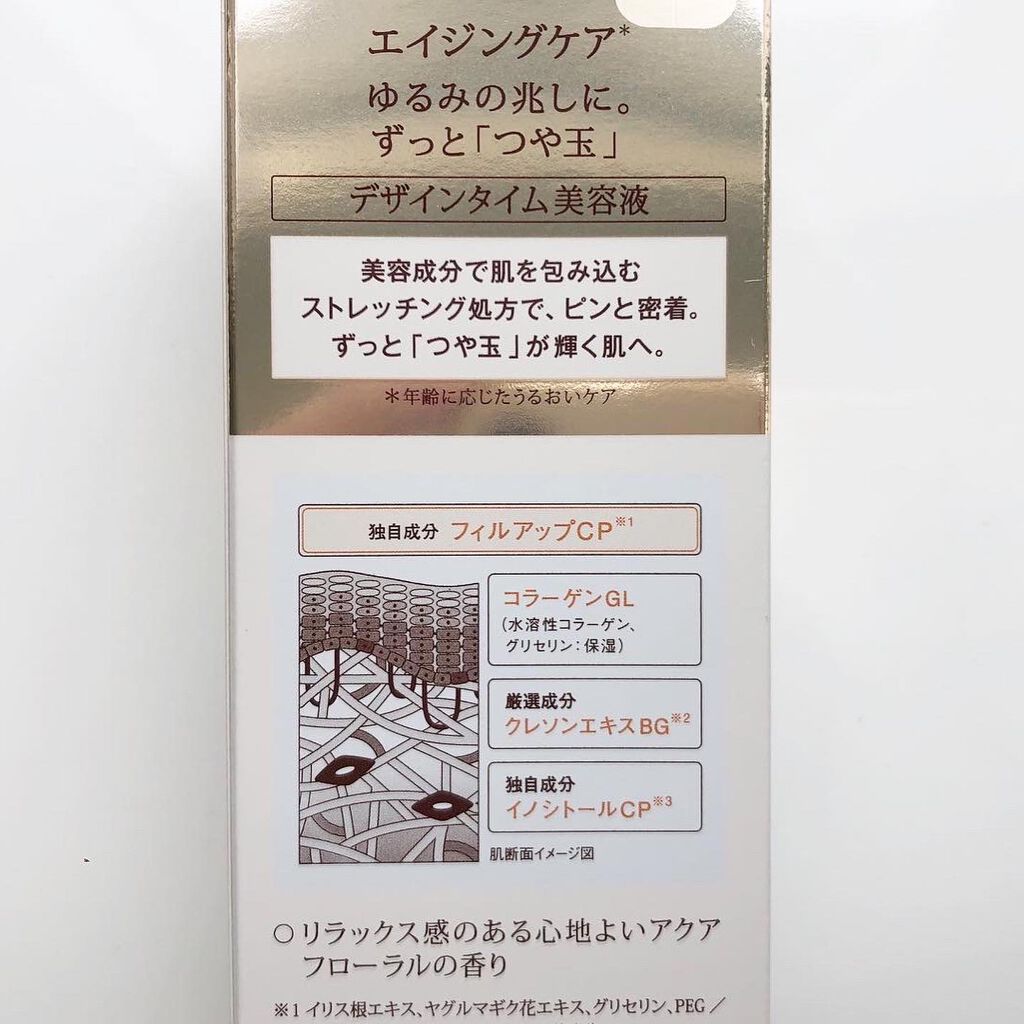 エイジングケア*
ゆるみの兆しに。
ずっと「つや玉」
デザインタイム美容液
美容成分で肌を包み込む
ストレッチング処方で、ピンと密着。
ずっと「つや玉」が輝く肌へ。
*年齢に応じたうるおいケア
独自成分 フィルアップCP※1
コラーゲンGL
(水溶性コラーゲン、
グリセリン:保湿)
厳選成分
クレソンエキスBG※2
独自成分
イノシトールCP※3
肌断面イメージ図
○リラックス感のある心地よいアクア
フローラルの香り
※1 イリス根エキス、ヤグルマギク花エキス、グリセリン、PEG/